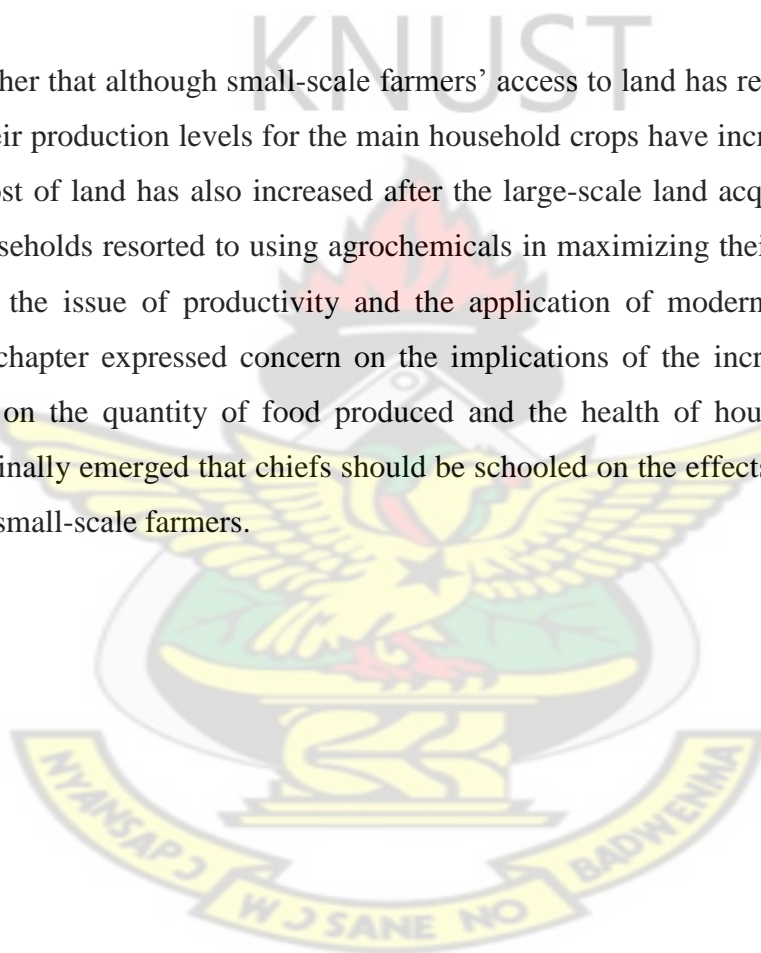 KNUST
her that although small-scale farmers' access to land has re
eir production levels for the main household crops have incr
ost of land has also increased after the large-scale land acq
seholds resorted to using agrochemicals in maximizing thei
the issue of productivity and the application of modern
chapter expressed concern on the implications of the incr
on the quantity of food produced and the health of hou
inally emerged that chiefs should be schooled on the effects
small-scale farmers.
NYANSAPƆ WƆSANE NO BADWENMA